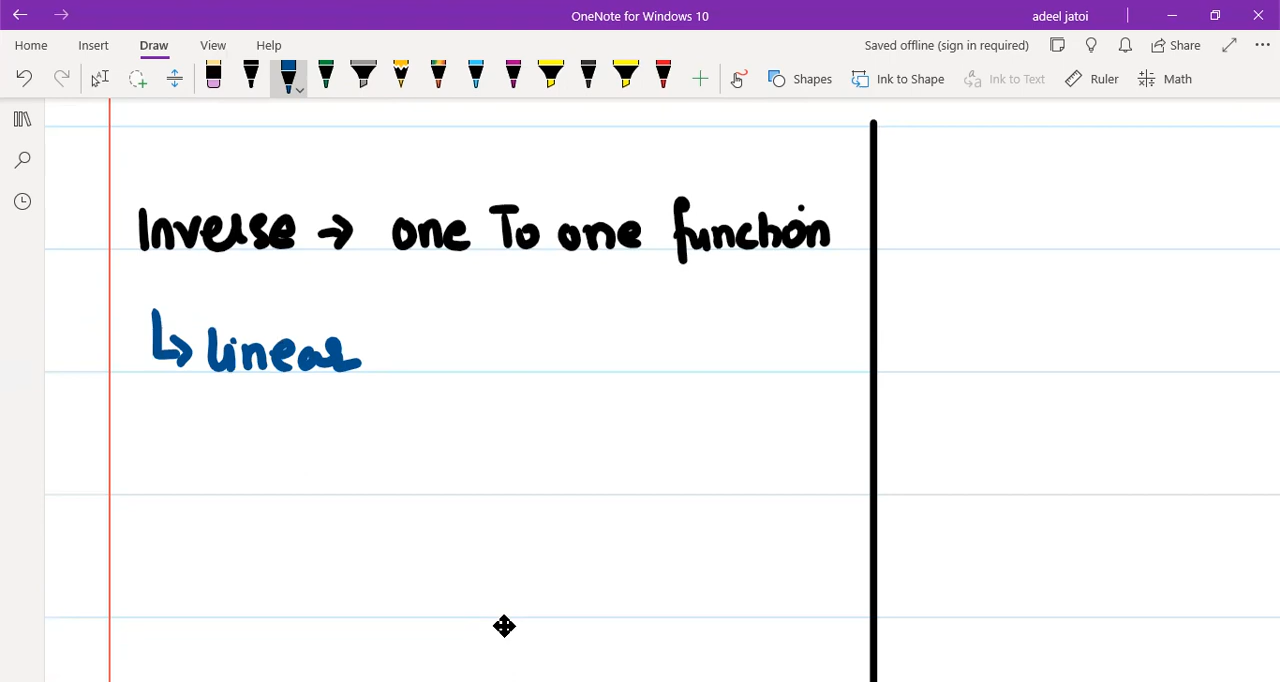 OneNote for Windows 10
adeel jatoi
Home Insert Draw View Help
Saved offline (sign in required) Share
Shapes Ink to Shape Ink to Text Ruler Math
Inverse → one To one function
↳ linear